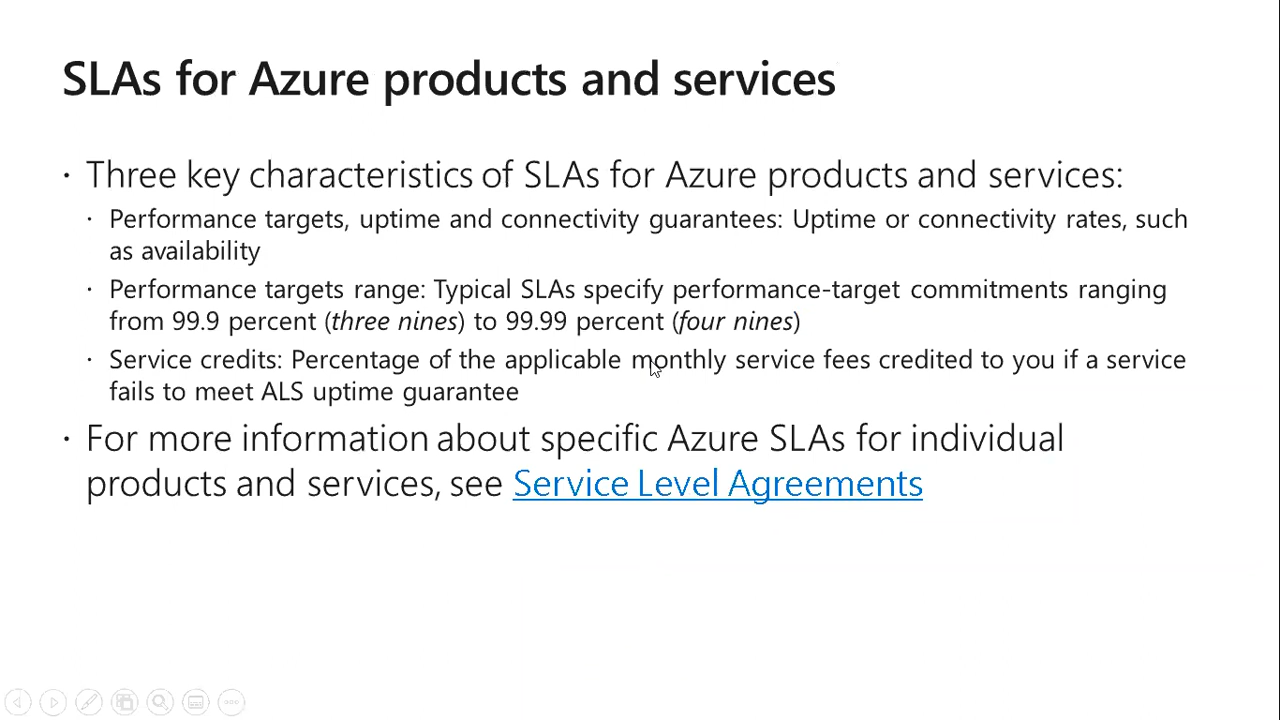 SLAs for Azure products and services
· Three key characteristics of SLAs for Azure products and services:
· Performance targets, uptime and connectivity guarantees: Uptime or connectivity rates, such
as availability
· Performance targets range: Typical SLAs specify performance-target commitments ranging
from 99.9 percent (three nines) to 99.99 percent (four nines)
· Service credits: Percentage of the applicable monthly service fees credited to you if a service
fails to meet ALS uptime guarantee
· For more information about specific Azure SLAs for individual
products and services, see Service Level Agreements